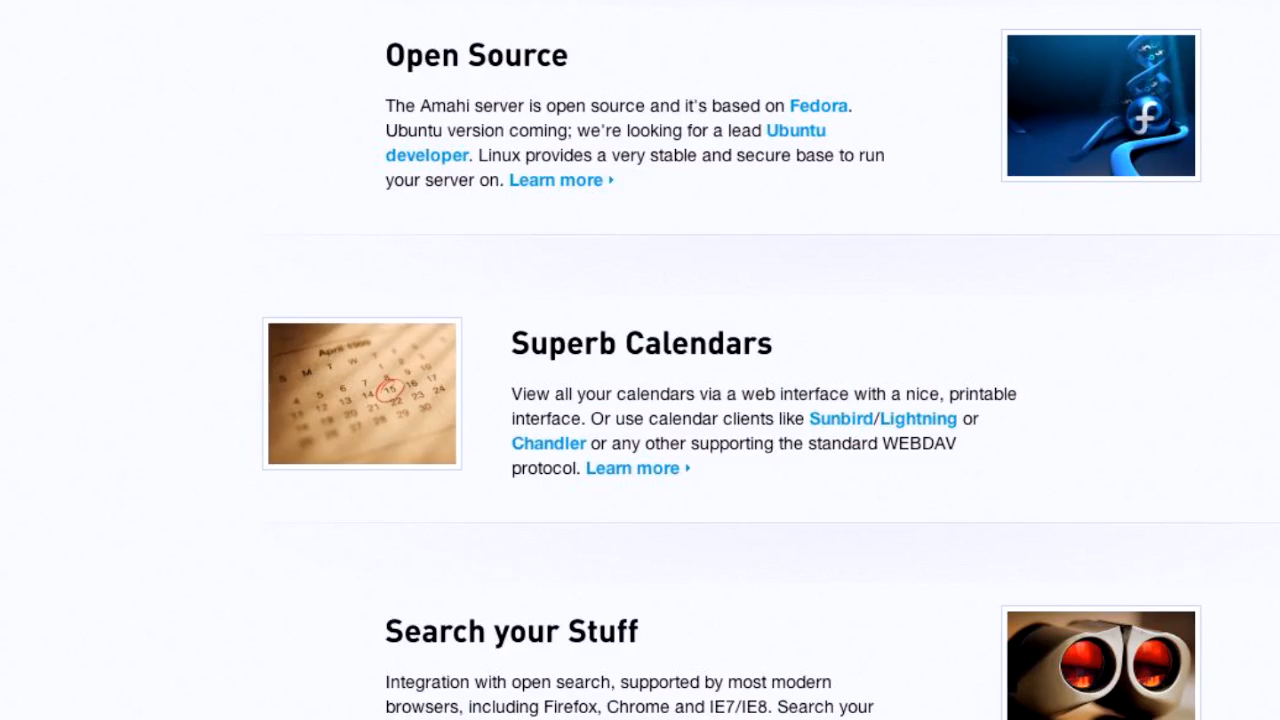 Open Source
The Amahi server is open source and it's based on Fedora.
Ubuntu version coming; we're looking for a lead Ubuntu
developer. Linux provides a very stable and secure base to run
your server on. Learn more
April 1996
S M T W T F S
Superb Calendars
View all your calendars via a web interface with a nice, printable
interface. Or use calendar clients like Sunbird/Lightning or
Chandler or any other supporting the standard WEBDAV
protocol. Learn more
Search your Stuff
Integration with open search, supported by most modern
browsers, including Firefox, Chrome and IE7/IE8. Search your